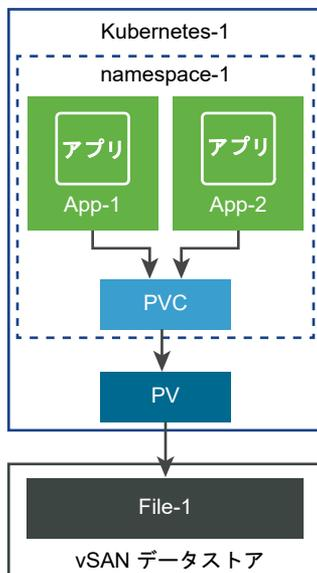 Kubernetes-1
namespace-1
アプリ アプリ
App-1 App-2
PVC
PV
File-1
vSAN データストア